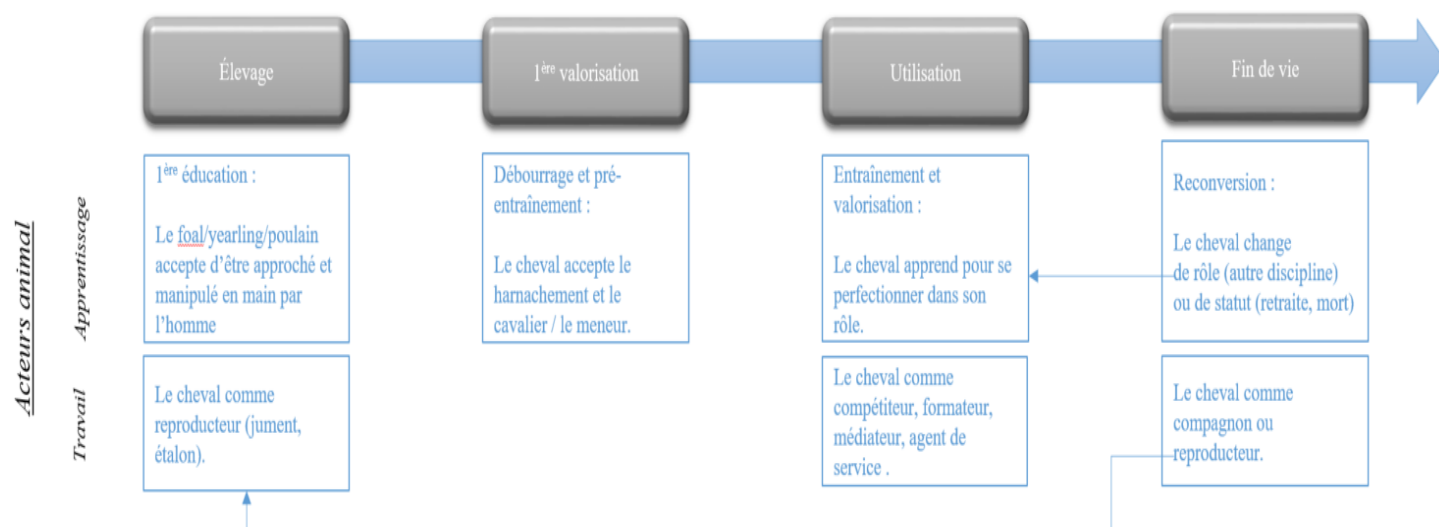 Élevage
1ère valorisation
Utilisation
Fin de vie
Acteurs animal
Apprentissage
1ère éducation :
Le foal/yearling/poulain
accepte d'être approché et
manipulé en main par
l'homme
Débourrage et pré-
entraînement :
Le cheval accepte le
harnachement et le
cavalier / le meneur.
Entraînement et
valorisation :
Le cheval apprend pour se
perfectionner dans son
rôle.
Reconversion :
Le cheval change
de rôle (autre discipline)
ou de statut (retraite, mort)
Travail
Le cheval comme
reproducteur (jument,
étalon).
Le cheval comme
compétiteur, formateur,
médiateur, agent de
service .
Le cheval comme
compagnon ou
reproducteur.